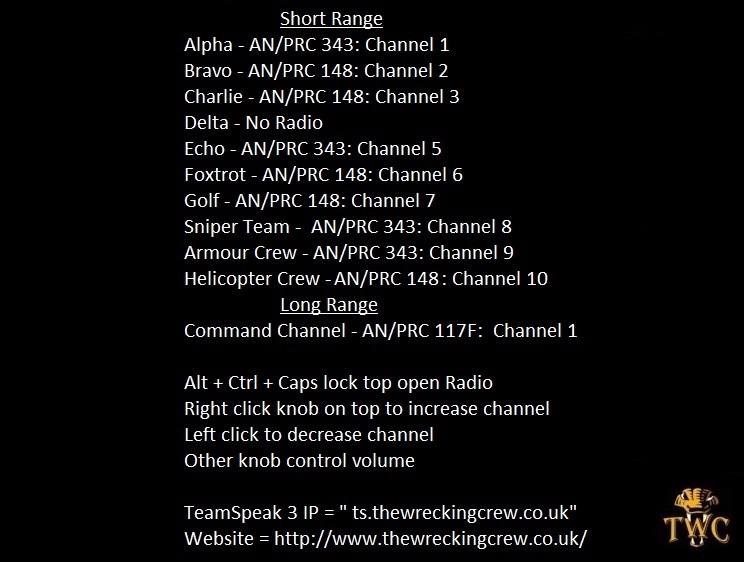 Short Range
Alpha - AN/PRC 343: Channel 1
Bravo - AN/PRC 148: Channel 2
Charlie - AN/PRC 148: Channel 3
Delta - No Radio
Echo - AN/PRC 343: Channel 5
Foxtrot - AN/PRC 148: Channel 6
Golf - AN/PRC 148: Channel 7
Sniper Team -  AN/PRC 343: Channel 8
Armour Crew - AN/PRC 343: Channel 9
Helicopter Crew - AN/PRC 148 : Channel 10
Long Range
Command Channel - AN/PRC 117F:  Channel 1
Alt + Ctrl + Caps lock top open Radio
Right click knob on top to increase channel
Left click to decrease channel
Other knob control volume
TeamSpeak 3 IP = " ts.thewreckingcrew.co.uk"
Website = http://www.thewreckingcrew.co.uk/
TWC